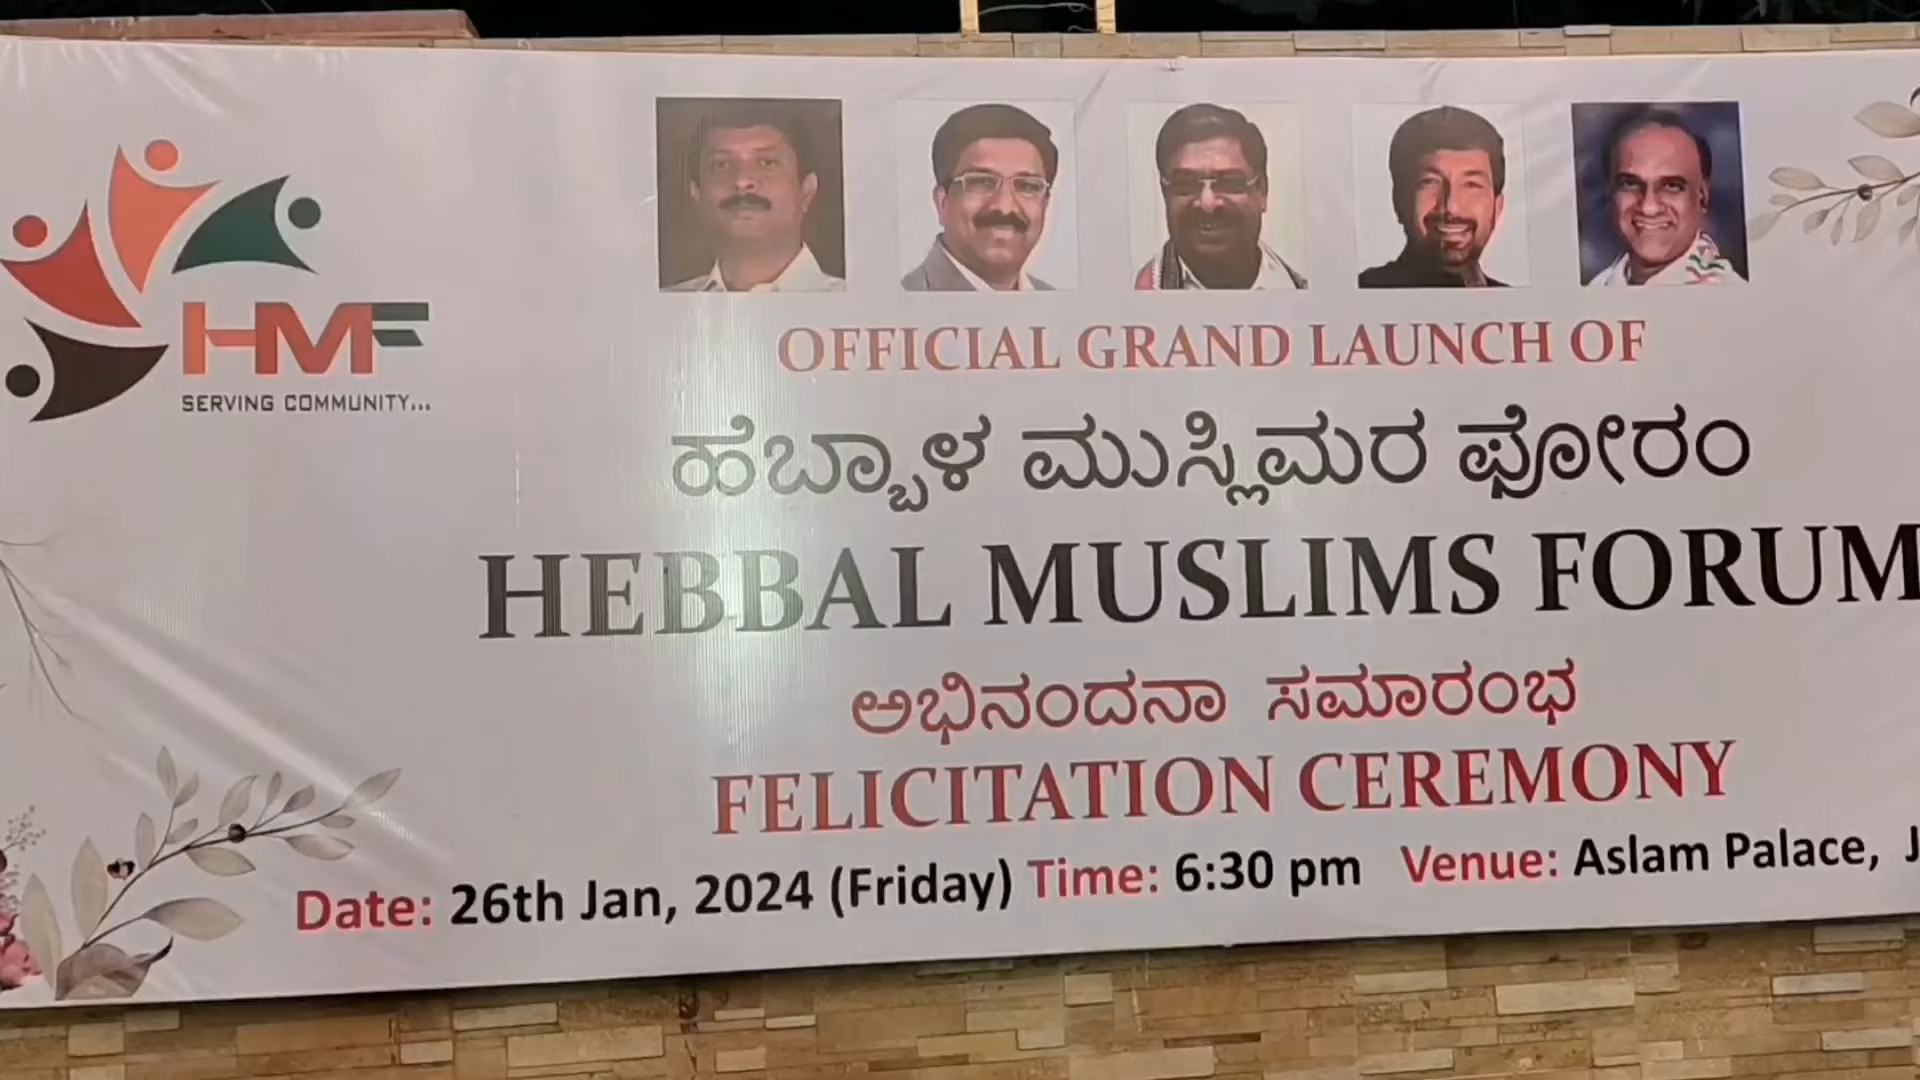 HMF
SERVING COMMUNITY...
OFFICIAL GRAND LAUNCH OF
ಹೆಬ್ಬಾಳ ಮುಸ್ಲಿಮರ ಫೋರಂ
HEBBAL MUSLIMS FORUM
ಅಭಿನಂದನಾ ಸಮಾರಂಭ
FELICITATION CEREMONY
Date: 26th Jan, 2024 (Friday) Time: 6:30 pm Venue: Aslam Palace,